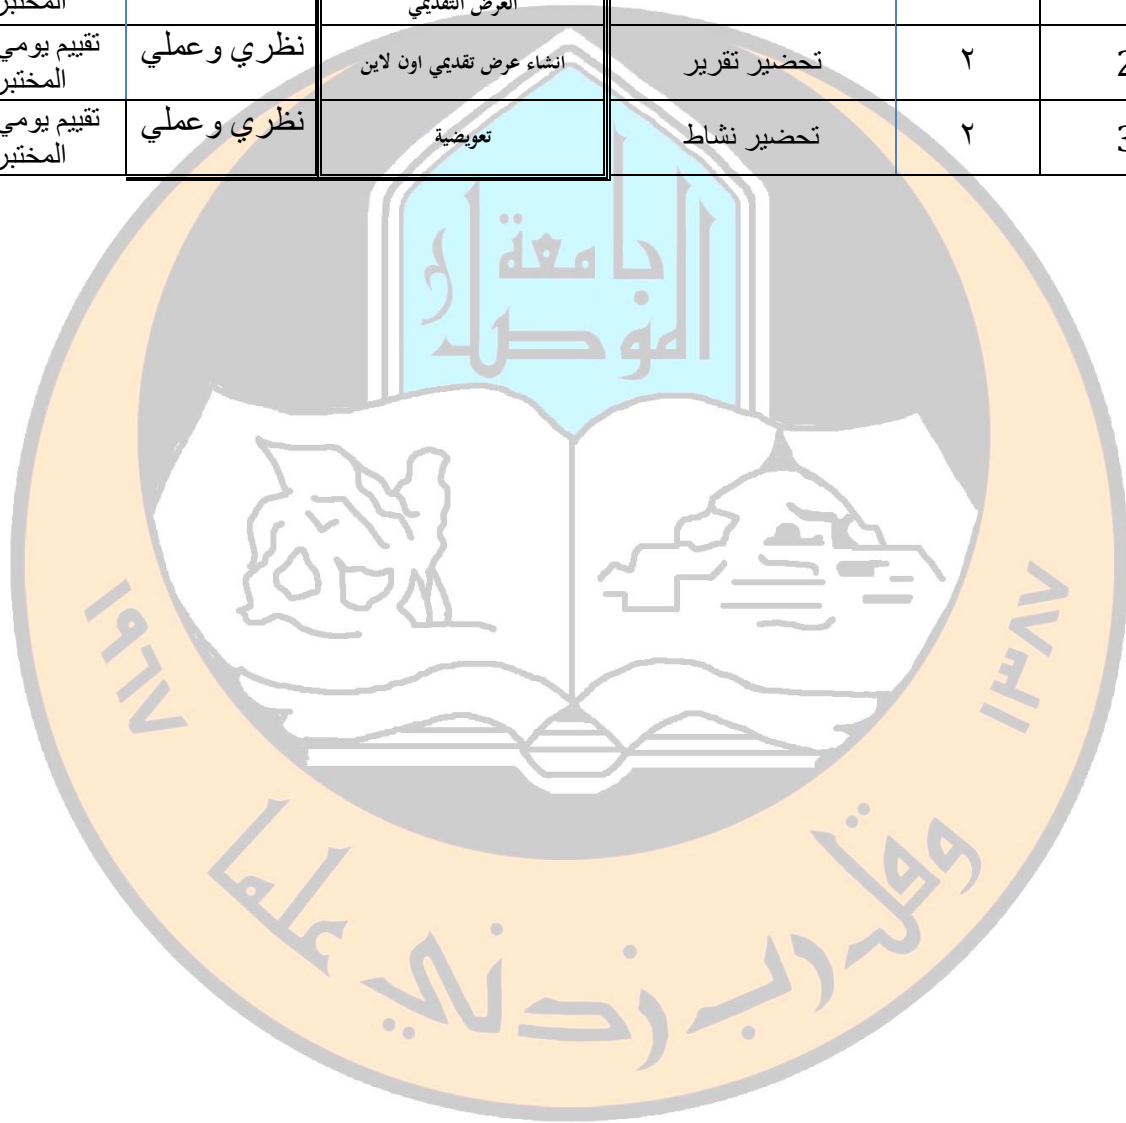 العرض التقديمي
2 ٢ تحضير تقرير انشاء عرض تقديمي اون لاين نظري وعملي تقييم يومي
المختبر
3 ٢ تحضير نشاط تعويضية نظري وعملي تقييم يومي
المختبر
جامعة
الموصل
١٩٦٧
١٣٨٧
وقل رب زدني علما